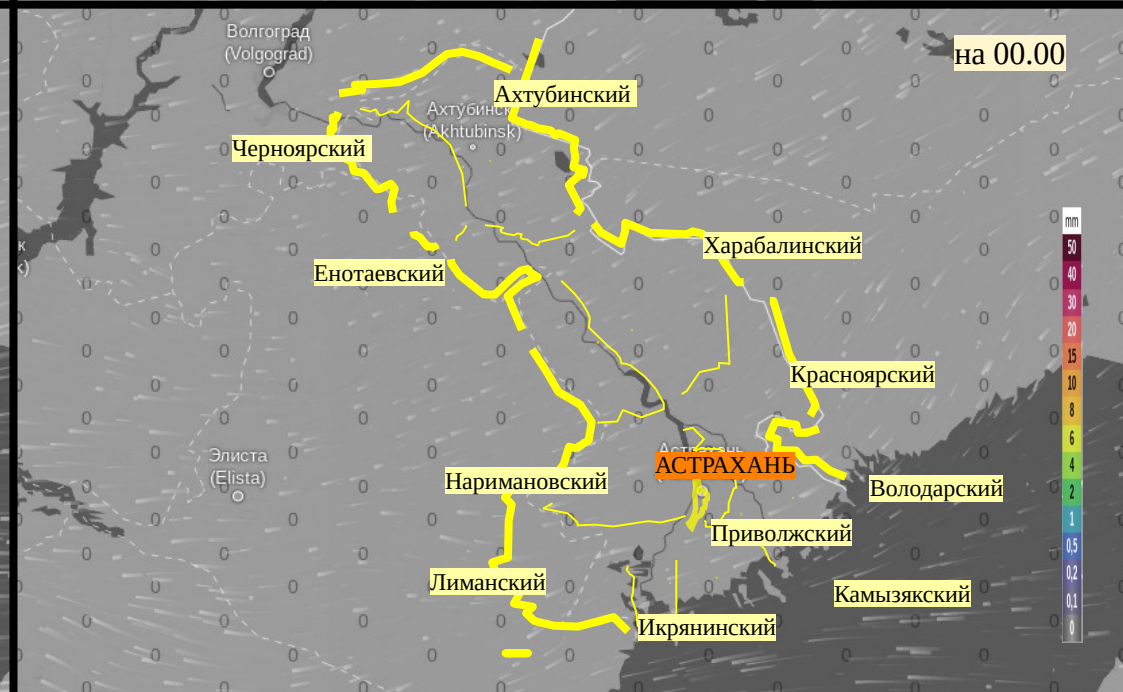 Волгоград
(Volgograd)
на 00.00
Ахтубинский
Ахтубинск
(Akhtubinsk)
Черноярский
Харабалинский
Енотаевский
mm
50
40
30
20
15
10
8
6
4
2
1
0,5
0,2
0,1
0
Красноярский
Элиста
(Elista)
АСТРАХАНЬ
Наримановский
Володарский
Приволжский
Лиманский
Камызякский
Икрянинский